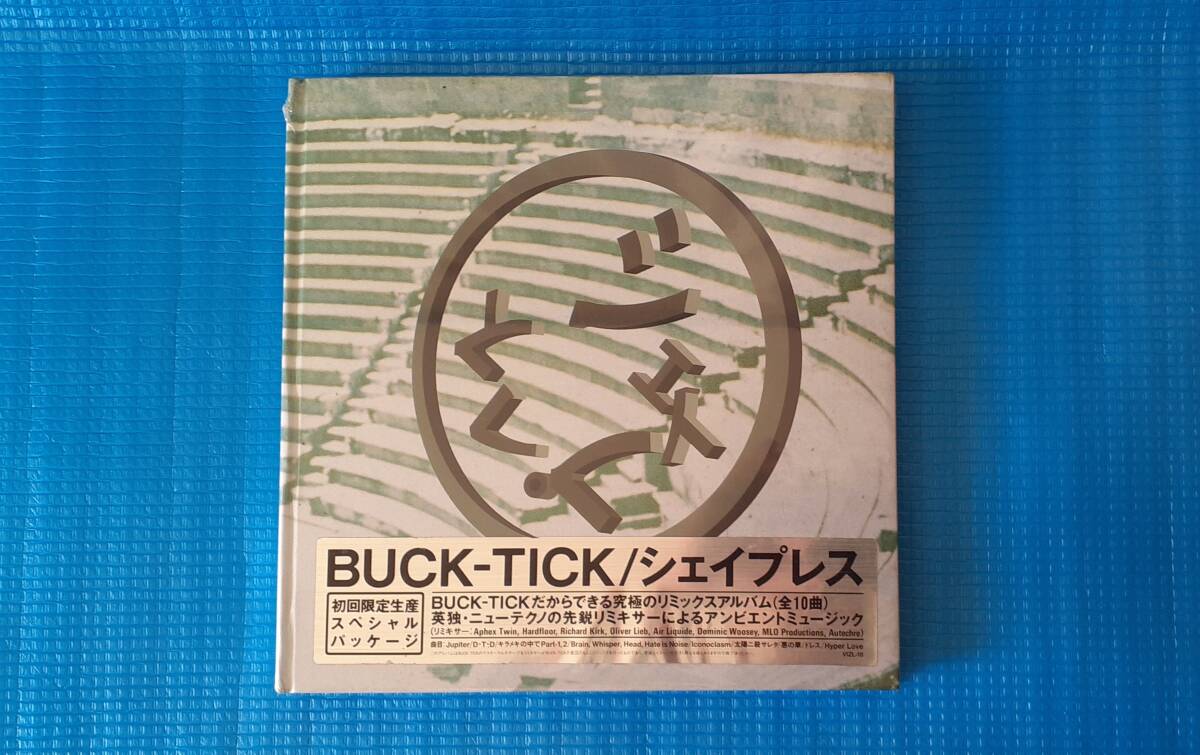 シェイプレス
BUCK-TICK/シェイプレス
初回限定生産
スペシャル
パッケージ
BUCK-TICKだからできる究極のリミックスアルバム(全10曲)
英独・ニューテクノの先鋭リミキサーによるアンビエントミュージック
(リミキサー:Aphex Twin, Hardfloor, Richard Kirk, Oliver Lieb, Air Liquide, Dominic Woosey, MLO Productions, Autechre)
曲目:Jupiter/D・T・D/キラメキの中でPart-1,2/Brain, Whisper, Head, Hate is Noise/Iconoclasm/太陽ニ殺サレタ/悪の華/ドレス/Hyper Love
VIZL-18